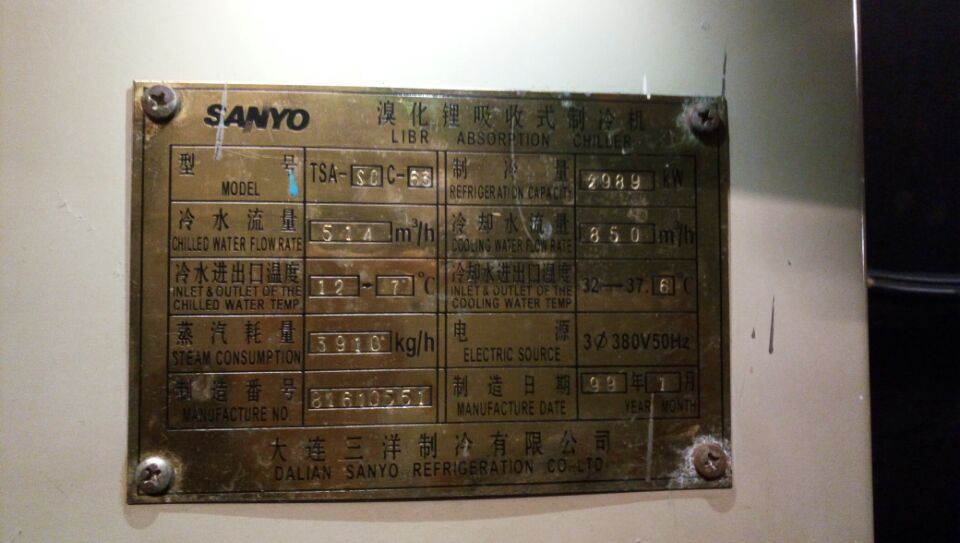 SANYO
溴化锂吸收式制冷机
LIBR ABSORPTION CHILLER
型号 MODEL
TSA- C-63
制冷量
REFRIGERATION CAPACITY
2989 kW
冷水流量
CHILLED WATER FLOW RATE
514 m³/h
冷却水流量
COOLING WATER FLOW RATE
850 m³/h
冷水进出口温度
INLET & OUTLET OF THE
CHILLED WATER TEMP
12→7 ℃
冷却水进出口温度
INLET & OUTLET OF THE
COOLING WATER TEMP
32—37.6 ℃
蒸汽耗量
STEAM CONSUMPTION
3910 kg/h
电源
ELECTRIC SOURCE
3∅380V50Hz
制造番号
MANUFACTURE NO.
81610551
制造日期
MANUFACTURE DATE
99年1月
YEAR MONTH
大连三洋制冷有限公司
DALIAN SANYO REFRIGERATION CO-LTD